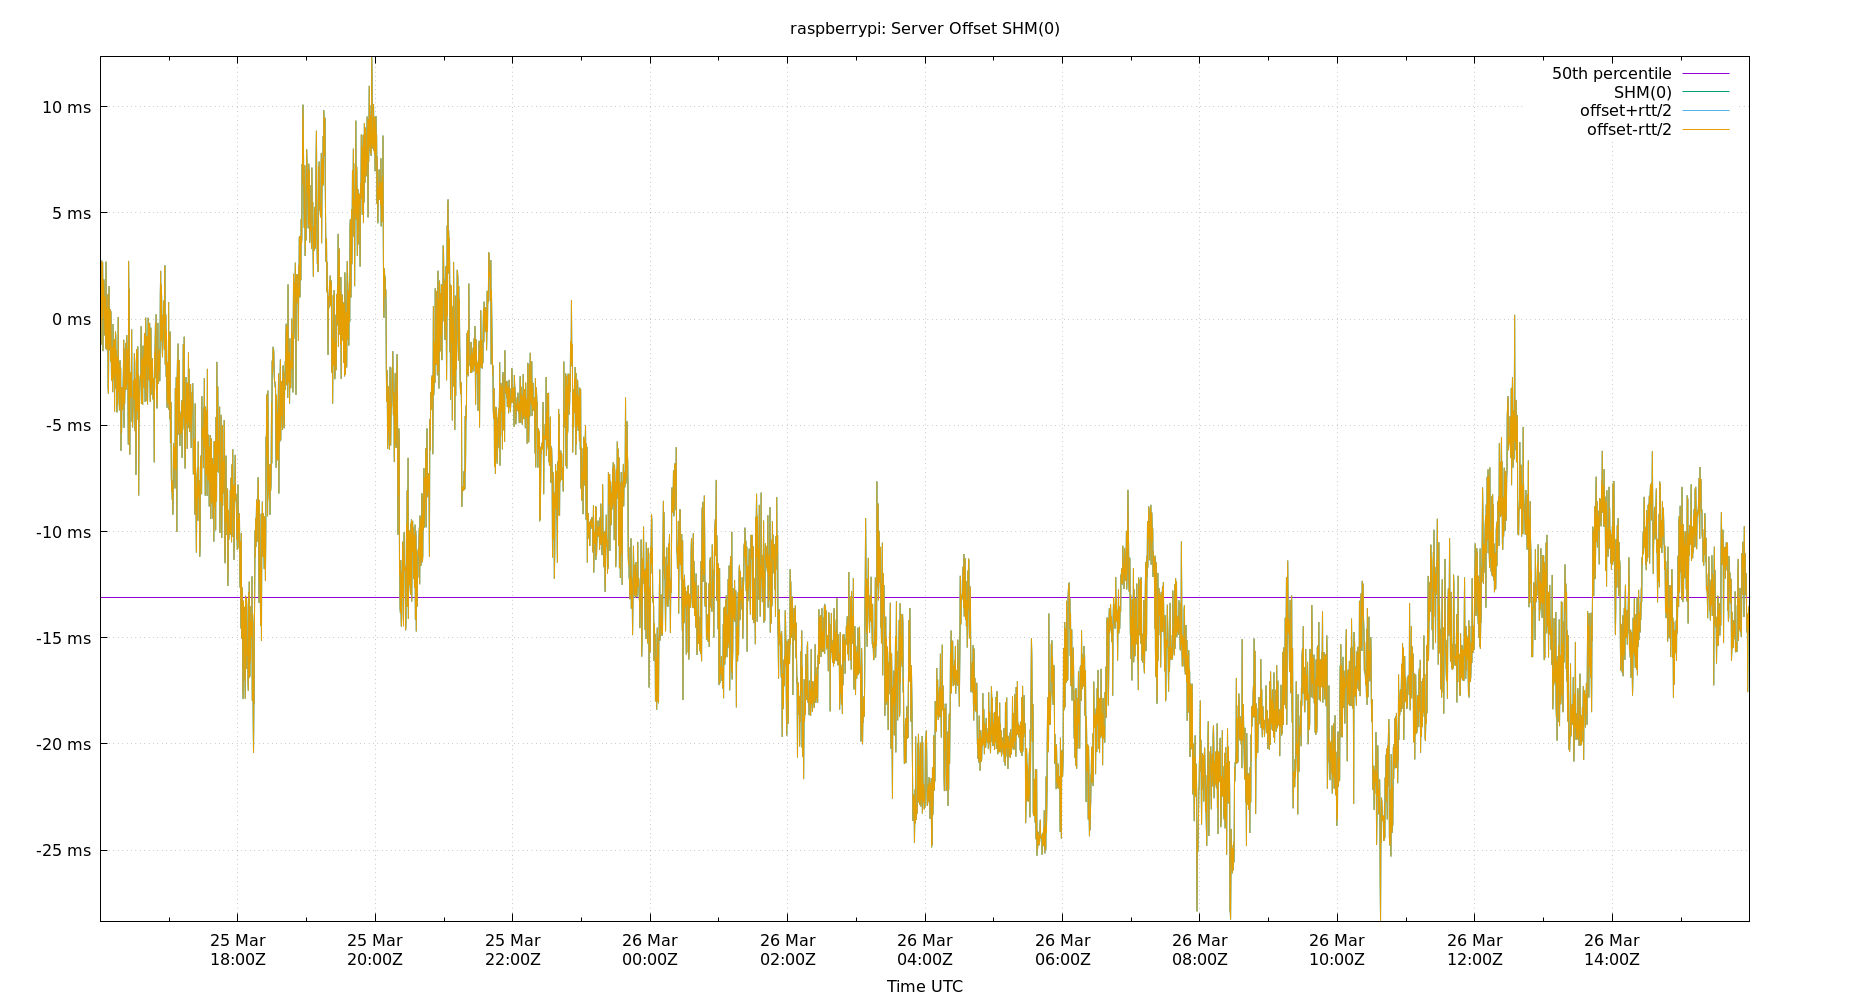 raspberrypi: Server Offset SHM(0)
50th percentile
SHM(0)
offset+rtt/2
offset-rtt/2
10 ms
5 ms
0 ms
-5 ms
-10 ms
-15 ms
-20 ms
-25 ms
25 Mar 25 Mar 25 Mar 26 Mar 26 Mar 26 Mar 26 Mar 26 Mar 26 Mar 26 Mar 26 Mar
18:00Z 20:00Z 22:00Z 00:00Z 02:00Z 04:00Z 06:00Z 08:00Z 10:00Z 12:00Z 14:00Z
Time UTC